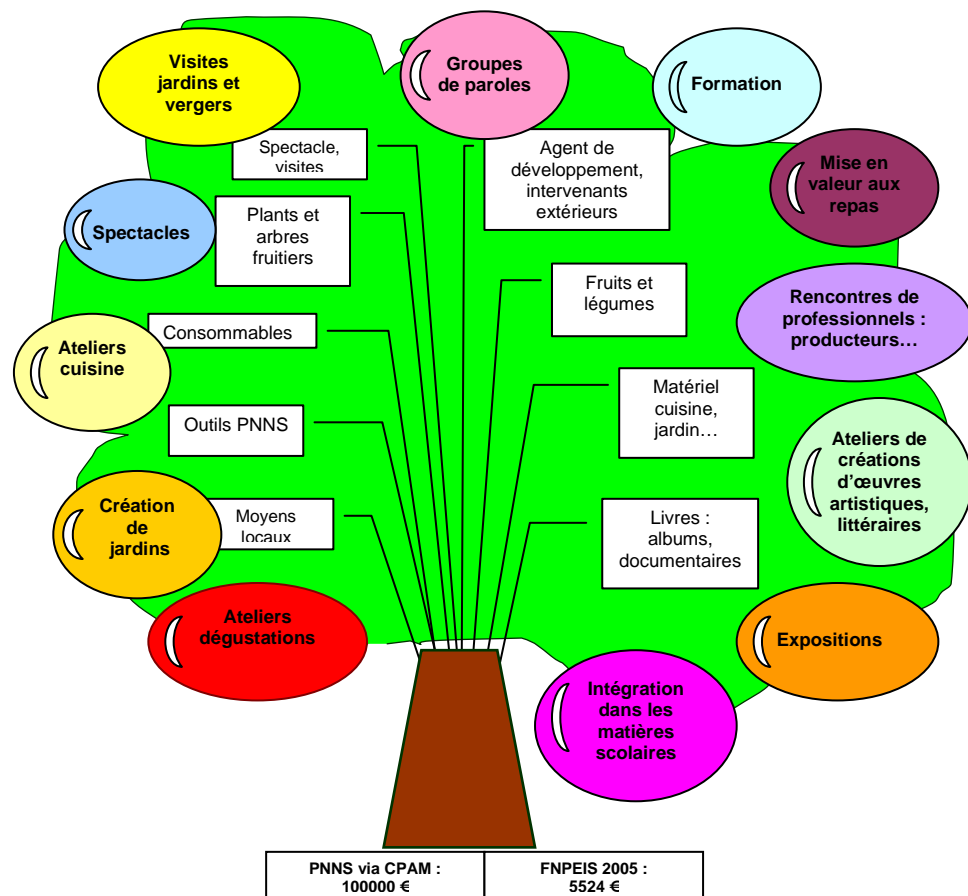 Visites
jardins et
vergers
Groupes
de paroles
Formation
Spectacle,
visites
Agent de
développement,
intervenants
extérieurs
Mise en
valeur aux
repas
Spectacles
Plants et
arbres
fruitiers
Fruits et
légumes
Rencontres de
professionnels :
producteurs…
Consommables
Ateliers
cuisine
Matériel
cuisine,
jardin…
Outils PNNS
Ateliers de
créations
d’œuvres
artistiques,
littéraires
Création
de
jardins
Moyens
locaux
Livres :
albums,
documentaires
Ateliers
dégustations
Expositions
Intégration
dans les
matières
scolaires
PNNS via CPAM :
100000 €
FNPEIS 2005 :
5524 €